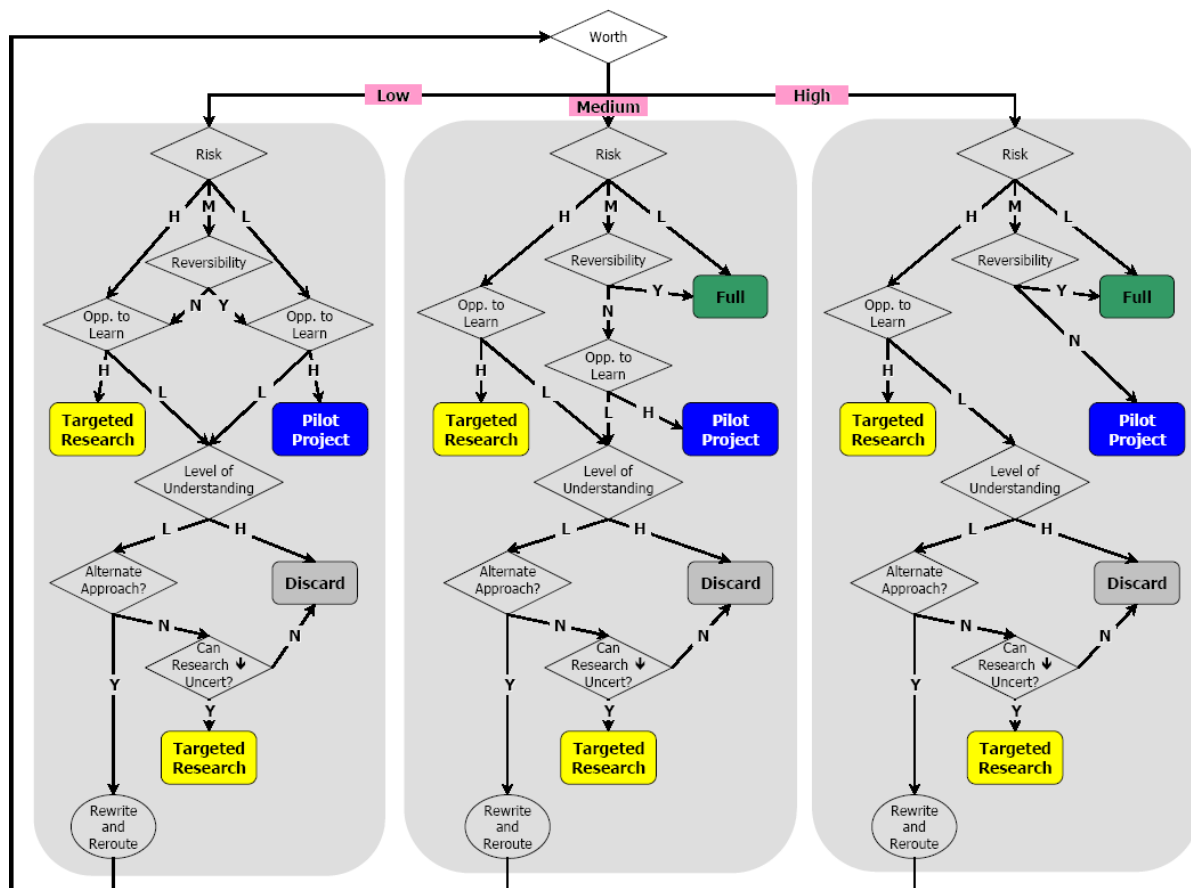 Worth
Low
Medium
High
Risk
H
M
L
Reversibility
N
Y
Opp. to
Learn
Opp. to
Learn
H
L
L
H
Targeted
Research
Pilot
Project
Level of
Understanding
L
H
Alternate
Approach?
Discard
N
N
Can
Research
Uncert?
Y
Y
Targeted
Research
Rewrite
and
Reroute
Risk
H
M
L
Reversibility
Y
Full
Opp. to
Learn
N
Opp. to
Learn
H
L
L
H
Targeted
Research
Pilot
Project
Level of
Understanding
L
H
Alternate
Approach?
Discard
N
N
Can
Research
Uncert?
Y
Y
Targeted
Research
Rewrite
and
Reroute
Risk
H
M
L
Reversibility
Y
Full
Opp. to
Learn
N
H
L
Targeted
Research
Pilot
Project
Level of
Understanding
L
H
Alternate
Approach?
Discard
N
N
Can
Research
Uncert?
Y
Y
Targeted
Research
Rewrite
and
Reroute